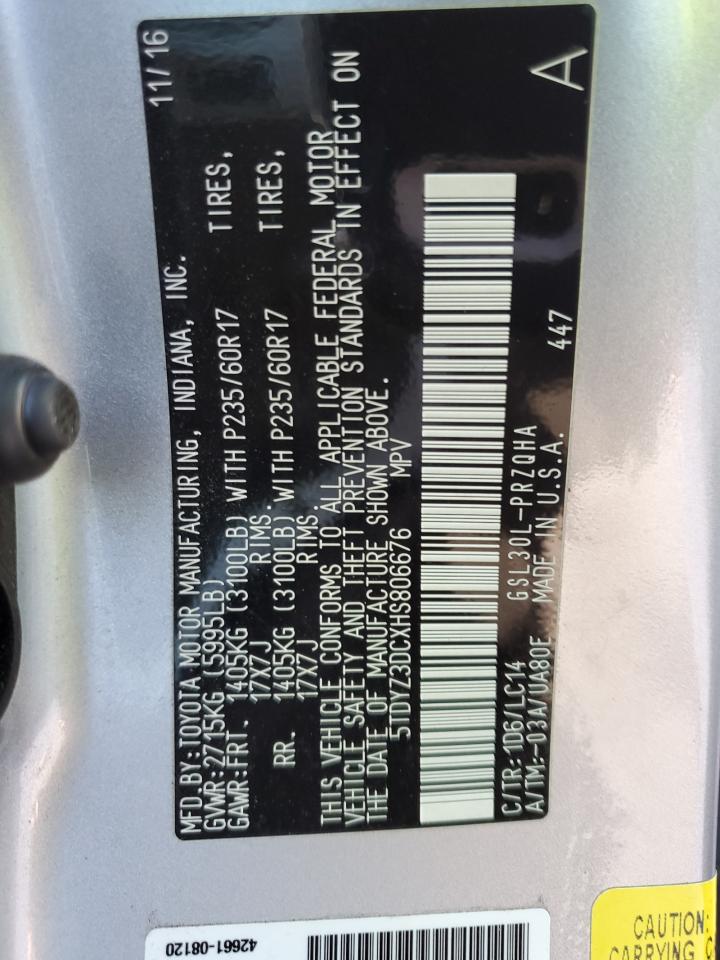 MFD.BY:TOYOTA MOTOR MANUFACTURING, INDIANA, INC. 11/16
GVWR:2715KG (5995LB)
GAWR:FRT. 1405KG (3100LB) WITH P235/60R17 TIRES,
17X7J RIMS.
RR. 1405KG (3100LB) WITH P235/60R17 TIRES,
17X7J RIMS.
THIS VEHICLE CONFORMS TO ALL APPLICABLE FEDERAL MOTOR
VEHICLE SAFETY AND THEFT PREVENTION STANDARDS IN EFFECT ON
THE DATE OF MANUFACTURE SHOWN ABOVE.
5TDYZ3DCXHS806676 MPV
C/TR:1D6/LC14 GSL30L-PRZQHA
A/TM:-03A/UA80E MADE IN U.S.A. 447
A
42661-08120
CAUTION:
CARRYING